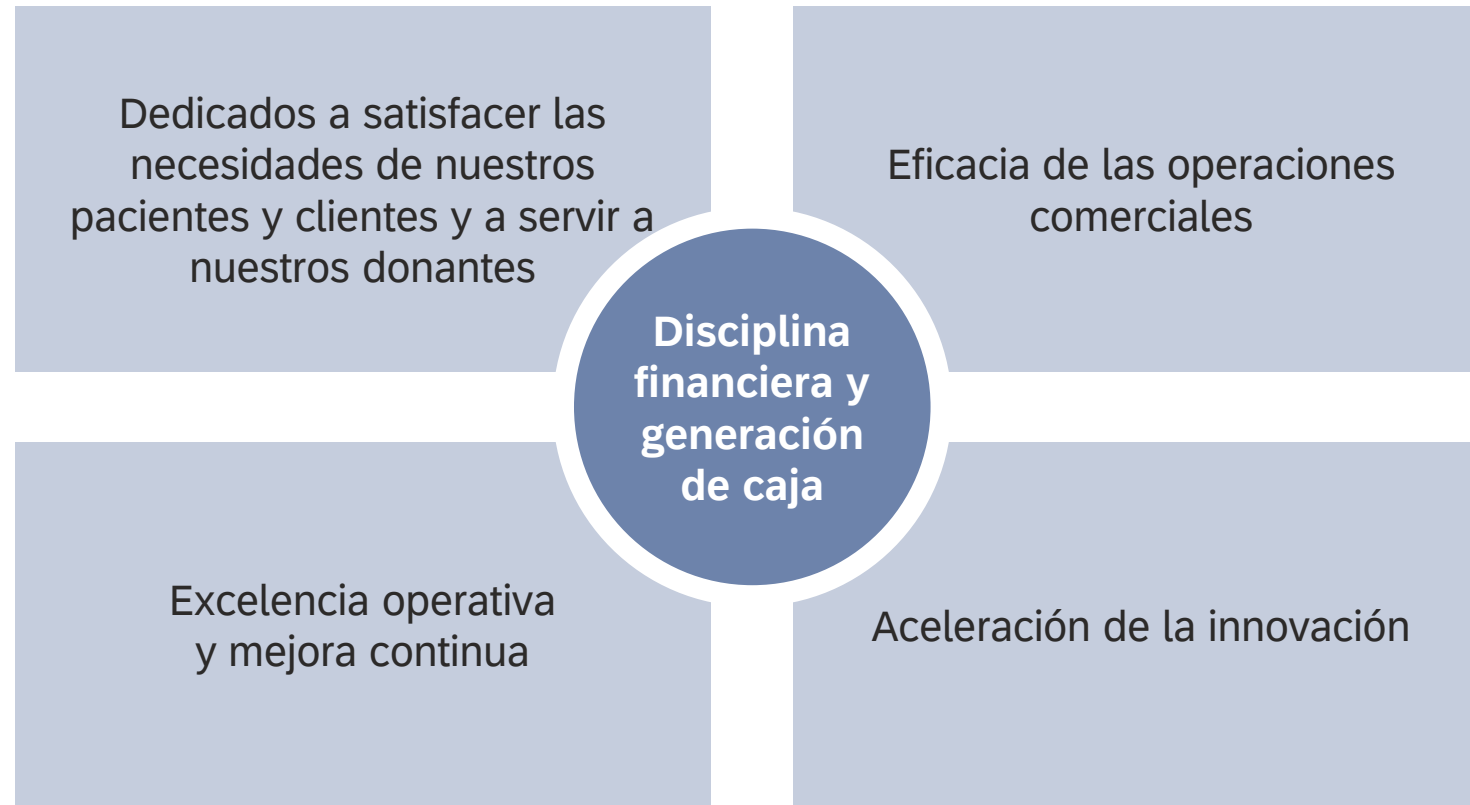 Dedicados a satisfacer las
necesidades de nuestros
pacientes y clientes y a servir a
nuestros donantes
Eficacia de las operaciones
comerciales
Disciplina
financiera y
generación
de caja
Excelencia operativa
y mejora continua
Aceleración de la innovación